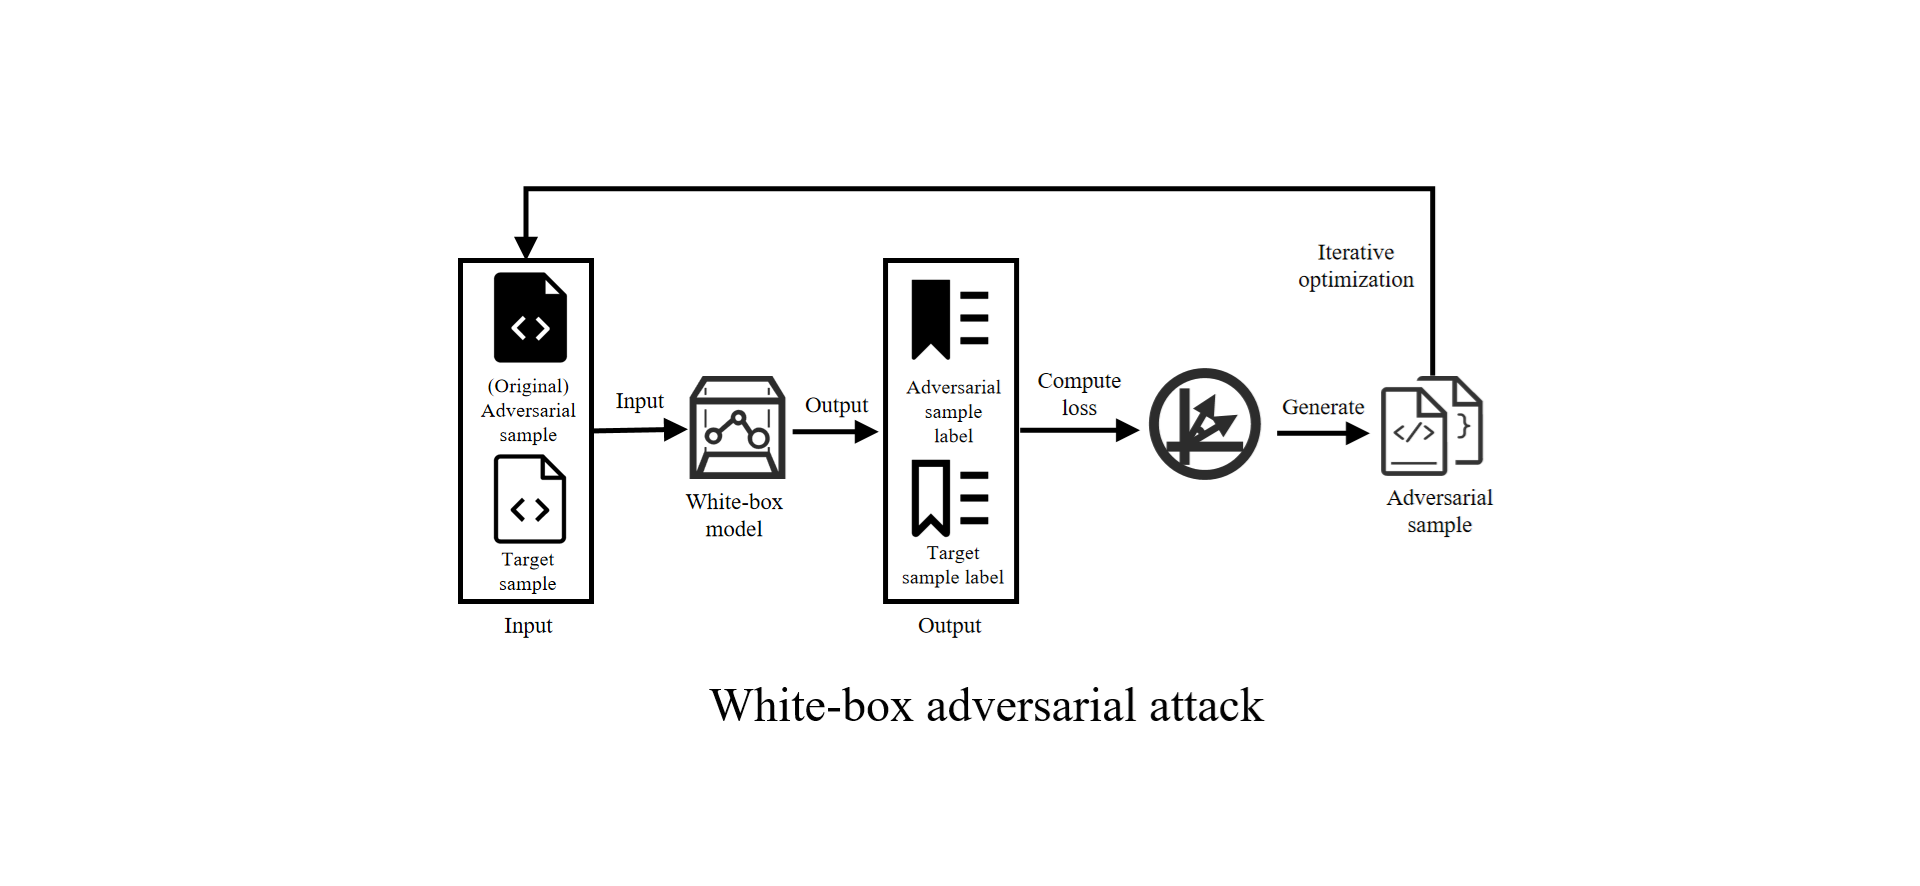 Iterative
optimization
(Original)
Adversarial
sample
Target
sample
Input
Input
White-box
model
Output
Adversarial
sample
label
Target
sample label
Output
Compute
loss
Generate
Adversarial
sample
White-box adversarial attack